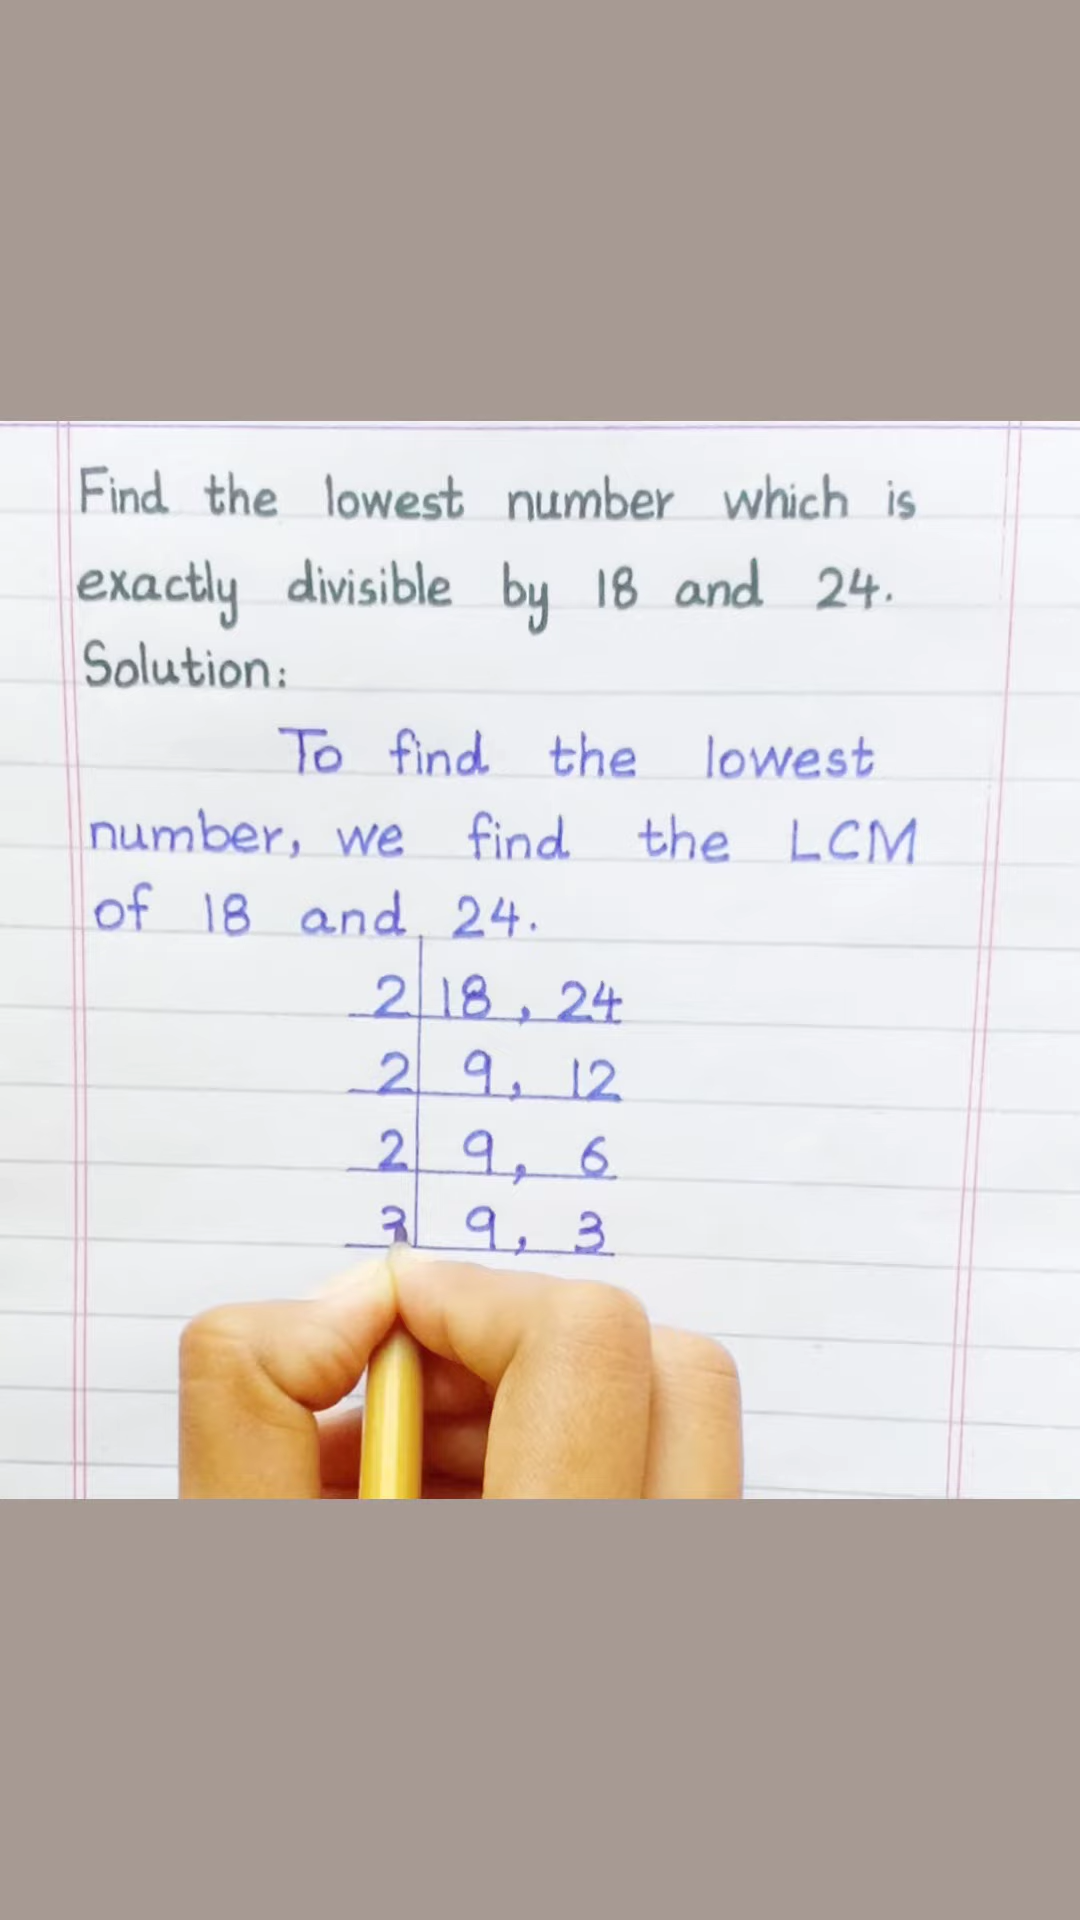 Find the lowest number which is
exactly divisible by 18 and 24.
Solution:
To find the lowest
number, we find the LCM
of 18 and 24.
2 18, 24
2 9, 12
2 9, 6
3 9, 3